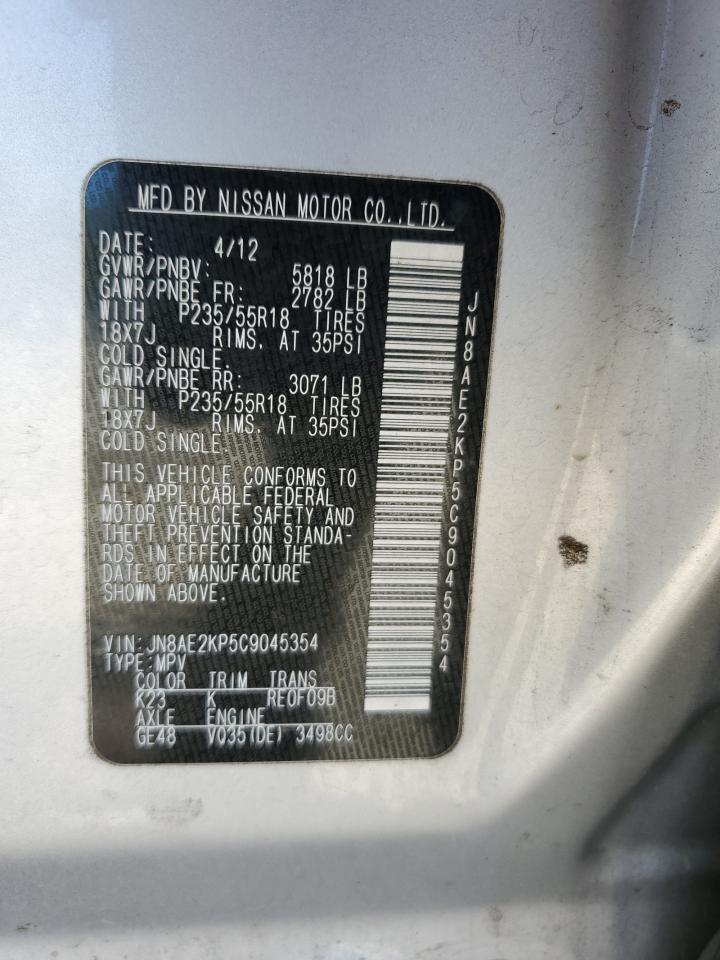 MFD BY NISSAN MOTOR CO.,LTD.
DATE: 4/12
GVWR/PNBV: 5818 LB
GAWR/PNBE FR: 2782 LB
WITH P235/55R18 TIRES
18X7J RIMS, AT 35PSI
COLD SINGLE.
GAWR/PNBE RR: 3071 LB
WITH P235/55R18 TIRES
18X7J RIMS, AT 35PSI
COLD SINGLE.
THIS VEHICLE CONFORMS TO
ALL APPLICABLE FEDERAL
MOTOR VEHICLE SAFETY AND
THEFT PREVENTION STANDA-
RDS IN EFFECT ON THE
DATE OF MANUFACTURE
SHOWN ABOVE.
VIN:JN8AE2KP5C9045354
TYPE:MPV
COLOR TRIM TRANS
K23 K RE0F09B
AXLE ENGINE
GE48 V035(DE) 3498CC
JN8AE2KP5C9045354